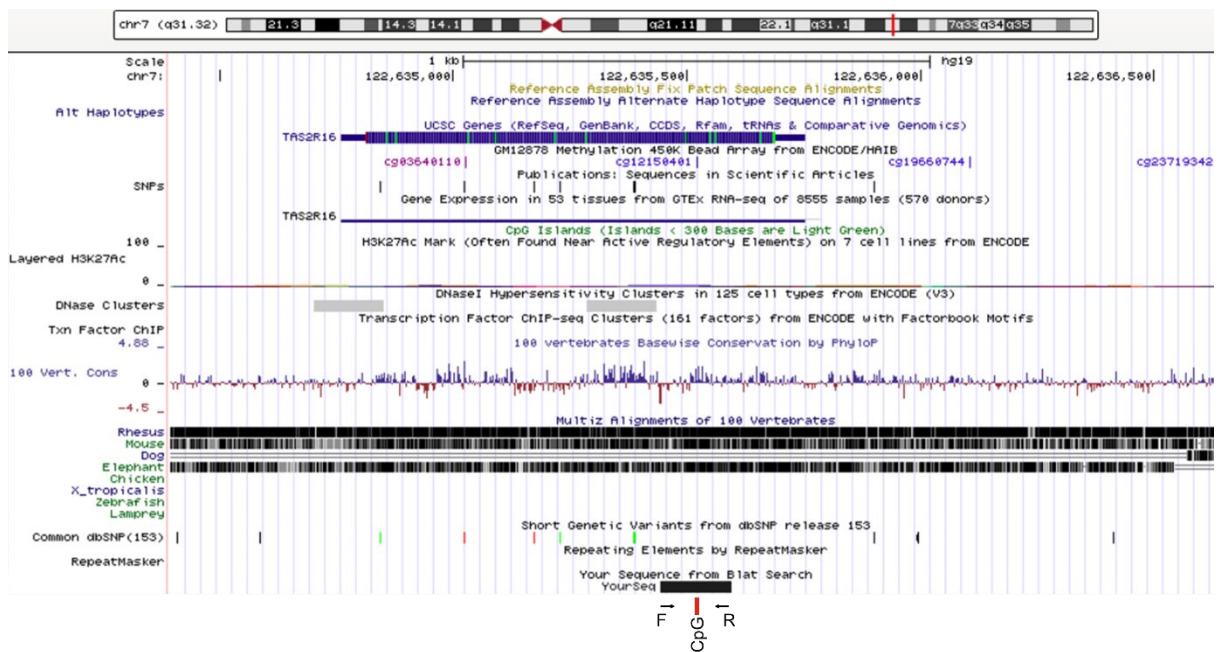 chr7 (q31.32) 21.3 14.3 14.1 q21.11 22.1 q31.1 7q33 q34 q35
Scale 1 kb hg19
chr7: 122,635,000 122,635,500 122,636,000 122,636,500
Reference Assembly Fix Patch Sequence Alignments
Reference Assembly Alternate Haplotype Sequence Alignments
Alt Haplotypes
UCSC Genes (RefSeq, GenBank, CCDS, Rfam, tRNAs & Comparative Genomics)
TAS2R16
GM12878 Methylation 450K Bead Array from ENCODE/HAIB
cg03640110 cg12150401 cg19660744 cg23719342
Publications: Sequences in Scientific Articles
SNPs
Gene Expression in 53 tissues from GTEx RNA-seq of 8555 samples (570 donors)
TAS2R16
CpG Islands (Islands < 300 Bases are Light Green)
H3K27Ac Mark (Often Found Near Active Regulatory Elements) on 7 cell lines from ENCODE
100 _
Layered H3K27Ac
0 _
DNaseI Hypersensitivity Clusters in 125 cell types from ENCODE (V3)
DNase Clusters
Transcription Factor ChIP-seq Clusters (161 factors) from ENCODE with Factorbook Motifs
Txn Factor ChIP
4.88 _
100 vertebrates Basewise Conservation by PhyloP
100 Vert. Cons
0 _
-4.5 _
Multiz Alignments of 100 Vertebrates
Rhesus
Mouse
Dog
Elephant
Chicken
X_tropicalis
Zebrafish
Lamprey
Short Genetic Variants from dbSNP release 153
Common dbSNP(153)
Repeating Elements by RepeatMasker
RepeatMasker
Your Sequence from Blat Search
YourSeq
F R
CpG